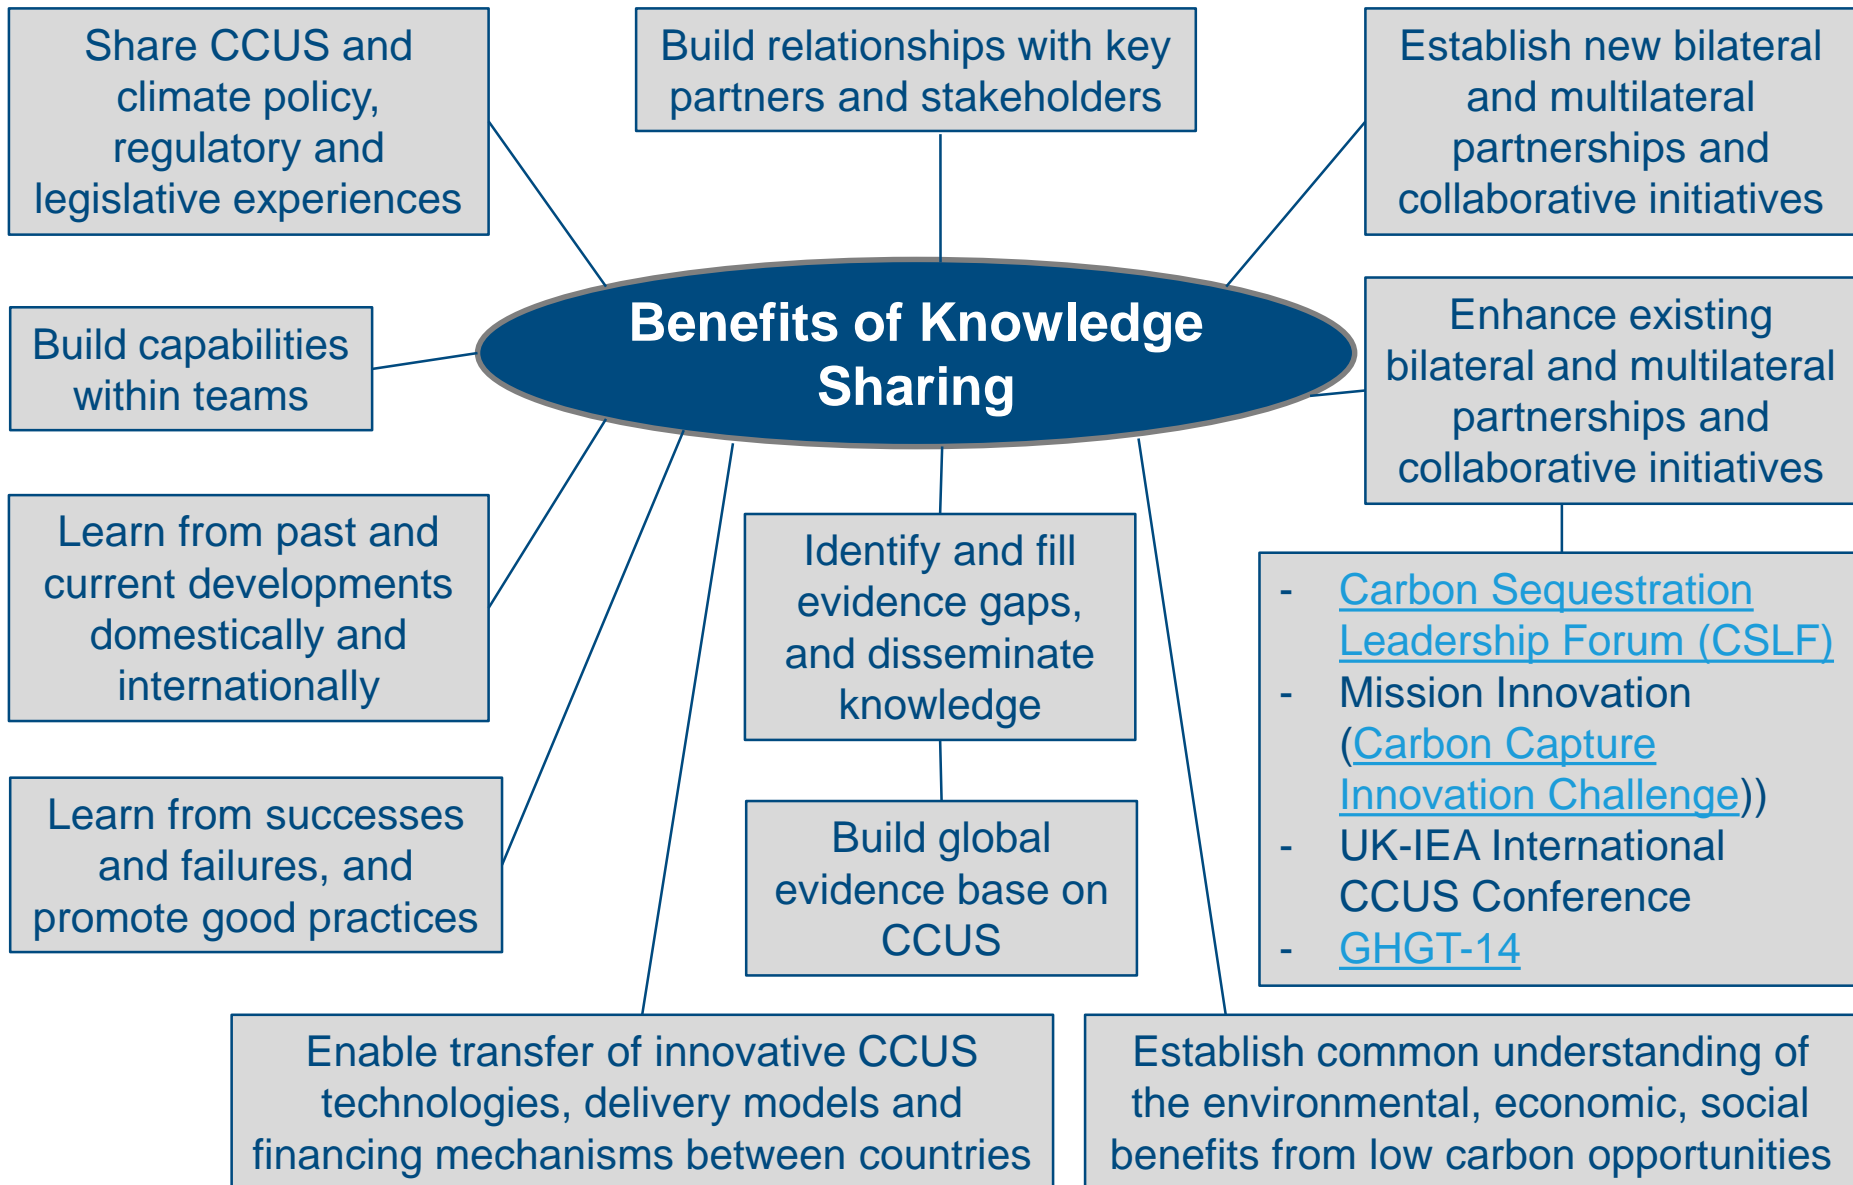 Share CCUS and
climate policy,
regulatory and
legislative experiences
Build relationships with key
partners and stakeholders
Establish new bilateral
and multilateral
partnerships and
collaborative initiatives
Benefits of Knowledge
Sharing
Build capabilities
within teams
Enhance existing
bilateral and multilateral
partnerships and
collaborative initiatives
Learn from past and
current developments
domestically and
internationally
Identify and fill
evidence gaps,
and disseminate
knowledge
- Carbon Sequestration
Leadership Forum (CSLF)
- Mission Innovation
(Carbon Capture
Innovation Challenge))
- UK-IEA International
CCUS Conference
- GHGT-14
Learn from successes
and failures, and
promote good practices
Build global
evidence base on
CCUS
Enable transfer of innovative CCUS
technologies, delivery models and
financing mechanisms between countries
Establish common understanding of
the environmental, economic, social
benefits from low carbon opportunities